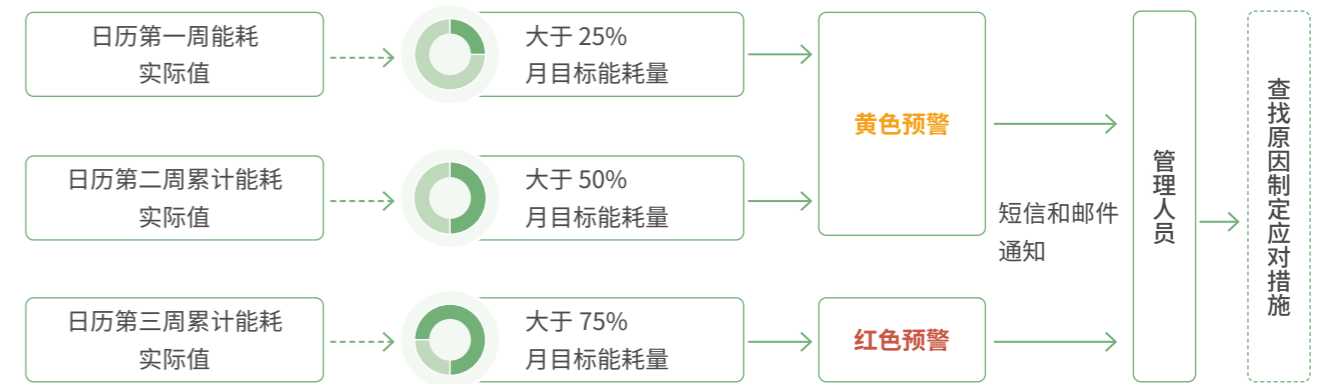 日历第一周能耗
实际值
大于 25%
月目标能耗量
日历第二周累计能耗
实际值
大于 50%
月目标能耗量
日历第三周累计能耗
实际值
大于 75%
月目标能耗量
黄色预警
红色预警
短信和邮件
通知
管理人员
查找原因制定应对措施